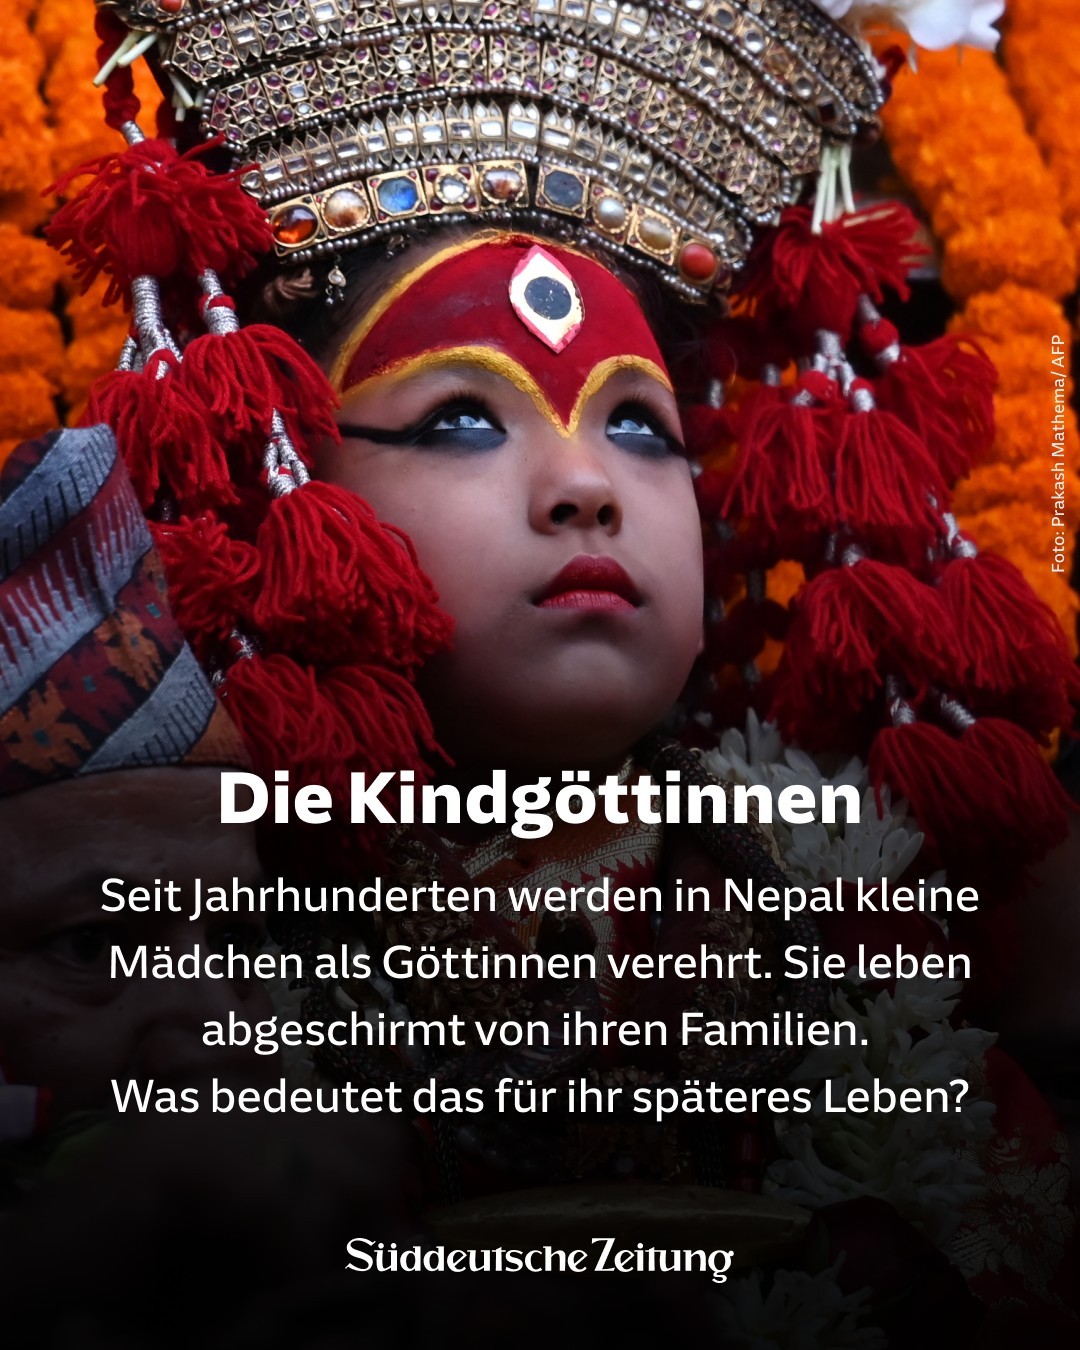 Foto: Prakash Mathema/ AFP
Die Kindgöttinnen
Seit Jahrhunderten werden in Nepal kleine
Mädchen als Göttinnen verehrt. Sie leben
abgeschirmt von ihren Familien.
Was bedeutet das für ihr späteres Leben?
Süddeutsche Zeitung